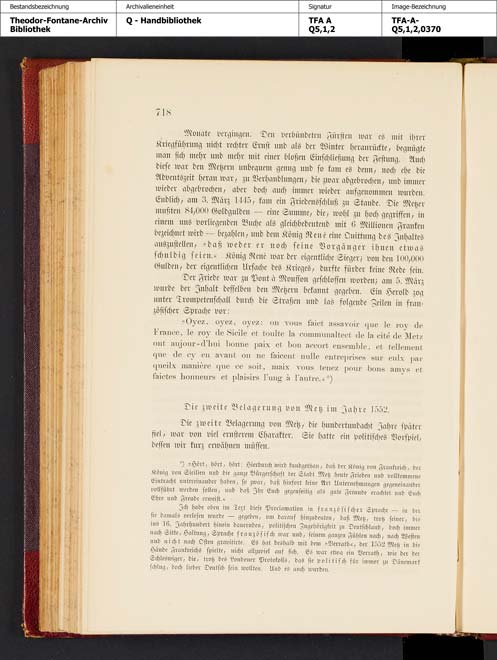 Bestandsbezeichnung
Archivalieneinheit
Signatur
Image-Bezeichnung
Theodor-Fontane-Archiv
Bibliothek
Q - Handbibliothek
TFA A
Q5,1,2
TFA-A-
Q5,1,2,0370
718
Monate vergingen. Den verbündeten Fürsten war es mit ihrer
Kriegführung nicht rechter Ernst und als der Winter heranrückte, begnügte
man sich mehr und mehr mit einer bloßen Einschließung der Festung. Auch
diese war den Metzern unbequem genug und so kam es denn, noch ehe die
Adventszeit heran war, zu Verhandlungen, die zwar abgebrochen, und immer
wieder abgebrochen, aber doch auch immer wieder aufgenommen wurden.
Endlich, am 3. März 1445, kam ein Friedensschluß zu Stande. Die Metzer
mußten 84,000 Goldgulden — eine Summe, die, wohl zu hoch gegriffen, in
einem uns vorliegenden Buche als gleichbedeutend mit 6 Millionen Franken
bezeichnet wird — bezahlen, und dem König René eine Quittung des Inhaltes
auszustellen, »daß weder er noch seine Vorgänger ihnen etwas
schuldig seien.« König René war der eigentliche Sieger; von den 100,000
Gulden, der eigentlichen Ursache des Krieges, durfte fürder keine Rede sein.
Der Friede war zu Pont à Mousson geschlossen worden; am 5. März
wurde der Inhalt desselben den Metzern bekannt gegeben. Ein Herold zog
unter Trompetenschall durch die Straßen und las folgende Zeilen in fran-
zösischer Sprache vor:
»Oyez, oyez, oyez: on vous faict assavoir que le roy de
France, le roy de Sicile et toulte la communaltect de la cité de Metz
ont aujour-d'hui bonne paix et bon accort ensemble, et tellement
que de cy en avant on ne faicent nulle entreprises sur eulx par
queilx manière que ce soit, maix vous tenez pour bons amys et
faictes honneurs et plaisirs l'ung à l'autre.«*)
Die zweite Belagerung von Metz im Jahre 1552.
Die zweite Belagerung von Metz, die hundertundacht Jahre später
fiel, war von viel ernsterem Charakter. Sie hatte ein politisches Vorspiel,
dessen wir kurz erwähnen müssen.
*) »Hört, hört, hört: Hierdurch wird kundgethan, daß der König von Frankreich, der
König von Sicilien und die ganze Bürgerschaft der Stadt Metz heute Frieden und vollkommene
Eintracht untereinander haben, so zwar, daß hinfort keine Art Unternehmungen gegeneinander
vollführt werden sollen, und daß Ihr Euch gegenseitig als gute Freunde erachtet und Euch
Ehre und Freude erweist.«
Ich habe oben im Text diese Proclamation in französischer Sprache — in der
sie damals verlesen wurde — gegeben, um darauf hinzudeuten, daß Metz, trotz seiner, bis
ins 16. Jahrhundert hinein dauernden, politischen Zugehörigkeit zu Deutschland, doch immer
nach Sitte, Haltung, Sprache französisch war und, seinem ganzen Fühlen nach, nach Westen
und nicht nach Osten gravitirte. Es hat deshalb mit dem »Verrath«, der 1552 Metz in die
Hände Frankreichs spielte, nicht allzuviel auf sich. Es war etwa ein Verrath, wie der der
Schleswiger, die, trotz des Londoner Protokolls, das sie politisch für immer zu Dänemark
schlug, doch lieber Deutsch sein wollten. Und es auch wurden.